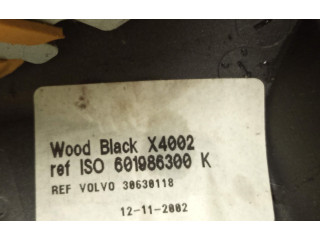 Wood Black X4002
ref ISO 601986300 K
REF VOLVO 30630118
12-11-2002